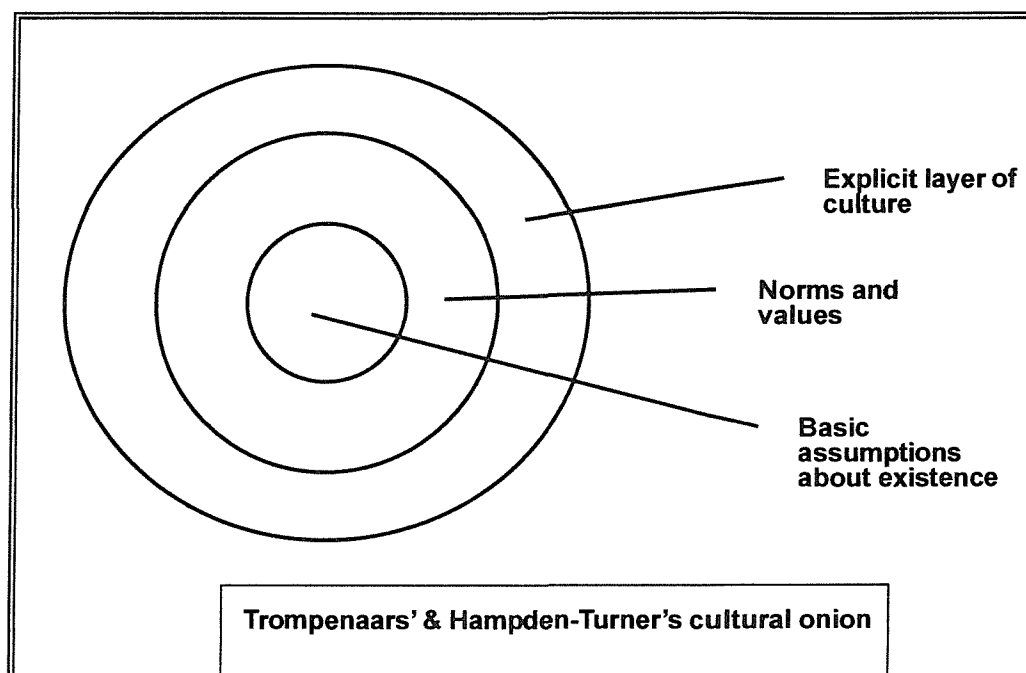 Explicit layer of
culture
Norms and
values
Basic
assumptions
about existence
Trompenaars' & Hampden-Turner's cultural onion